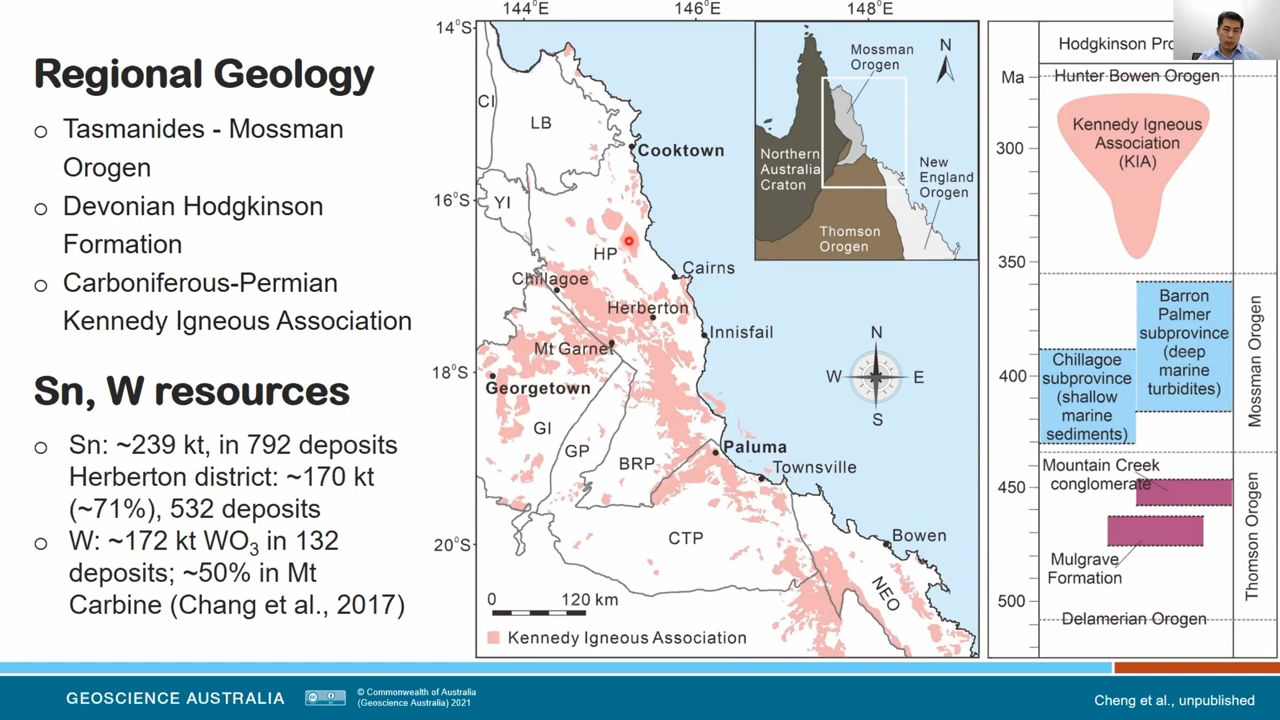 Regional Geology
o Tasmanides - Mossman
Orogen
o Devonian Hodgkinson
Formation
o Carboniferous-Permian
Kennedy Igneous Association
Sn, W resources
o Sn: ~239 kt, in 792 deposits
Herberton district: ~170 kt
(~71%), 532 deposits
o W: ~172 kt WO₃ in 132
deposits; ~50% in Mt
Carbine (Chang et al., 2017)
144°E
146°E
148°E
14°S
16°S
18°S
20°S
CI
LB
YI
HP
GI
GP
BRP
CTP
NEO
Cooktown
Cairns
Chillagoe
Herberton
Innisfail
Mt Garnet
Georgetown
Paluma
Townsville
Bowen
N
W
E
S
0
120 km
Kennedy Igneous Association
Mossman
Orogen
N
Northern
Australia
Craton
New
England
Orogen
Thomson
Orogen
Hodgkinson Pro
Ma
Hunter Bowen Orogen
Kennedy Igneous
Association
(KIA)
300
350
400
450
500
Barron
Palmer
subprovince
(deep
marine
turbidites)
Chillagoe
subprovince
(shallow
marine
sediments)
Mossman Orogen
Mountain Creek
conglomerate
Mulgrave
Formation
Thomson Orogen
Delamerian Orogen
GEOSCIENCE AUSTRALIA
cc
BY
© Commonwealth of Australia
(Geoscience Australia) 2021
Cheng et al., unpublished